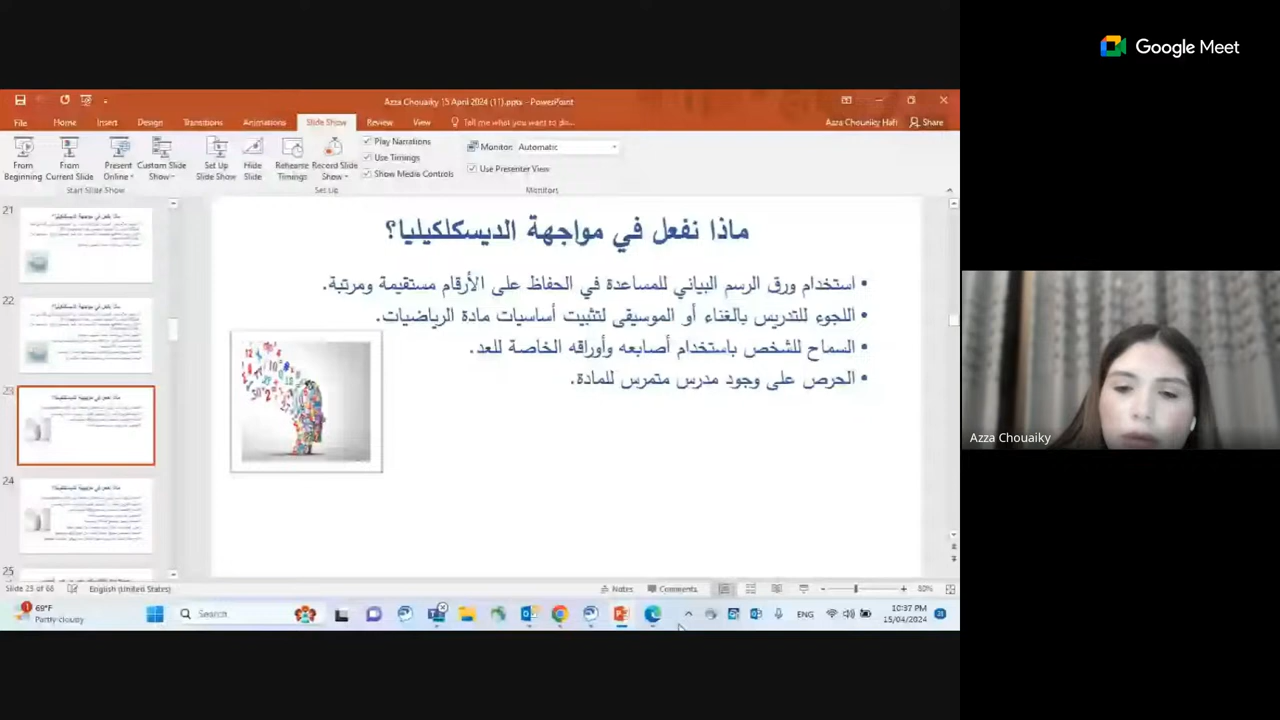 Google Meet
Azza Chouaiky 15 April 2024 (11).pptx - PowerPoint
File Home Insert Design Transitions Animations Slide Show Review View Tell me what you want to do... Azza Chouaiky Hafi Share
From Beginning
From Current Slide
Present Online
Custom Slide Show
Set Up Slide Show
Hide Slide
Rehearse Timings
Record Slide Show
Play Narrations
Use Timings
Show Media Controls
Monitor: Automatic
Use Presenter View
Start Slide Show
Set Up
Monitors
21
22
23
24
25
ماذا نفعل في مواجهة الديسكلكيليا؟
• استخدام ورق الرسم البياني للمساعدة في الحفاظ على الأرقام مستقيمة ومرتبة.
• اللجوء للتدريس بالغناء أو الموسيقى لتثبيت أساسيات مادة الرياضيات.
• السماح للشخص باستخدام أصابعه وأوراقه الخاصة للعد.
• الحرص على وجود مدرس متمرس للمادة.
Azza Chouaiky
Slide 23 of 68 English (United States) Notes Comments 80%
69°F
Partly cloudy
Search
ENG
10:37 PM
15/04/2024